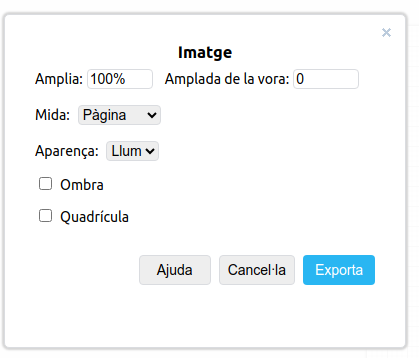 ×
Imatge
Amplia: 100% Amplada de la vora: 0
Mida: Pàgina
Aparença: Llum
Ombra
Quadrícula
Ajuda Cancel·la Exporta